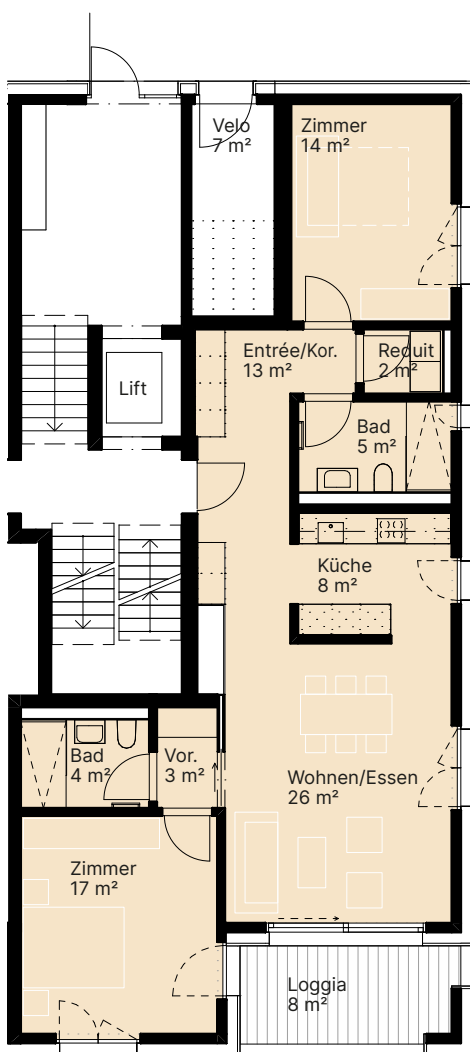 Velo
7 m²
Zimmer
14 m²
Lift
Entrée/Kor.
13 m²
Reduit
2 m²
Bad
5 m²
Küche
8 m²
Bad
4 m²
Vor.
3 m²
Wohnen/Essen
26 m²
Zimmer
17 m²
Loggia
8 m²